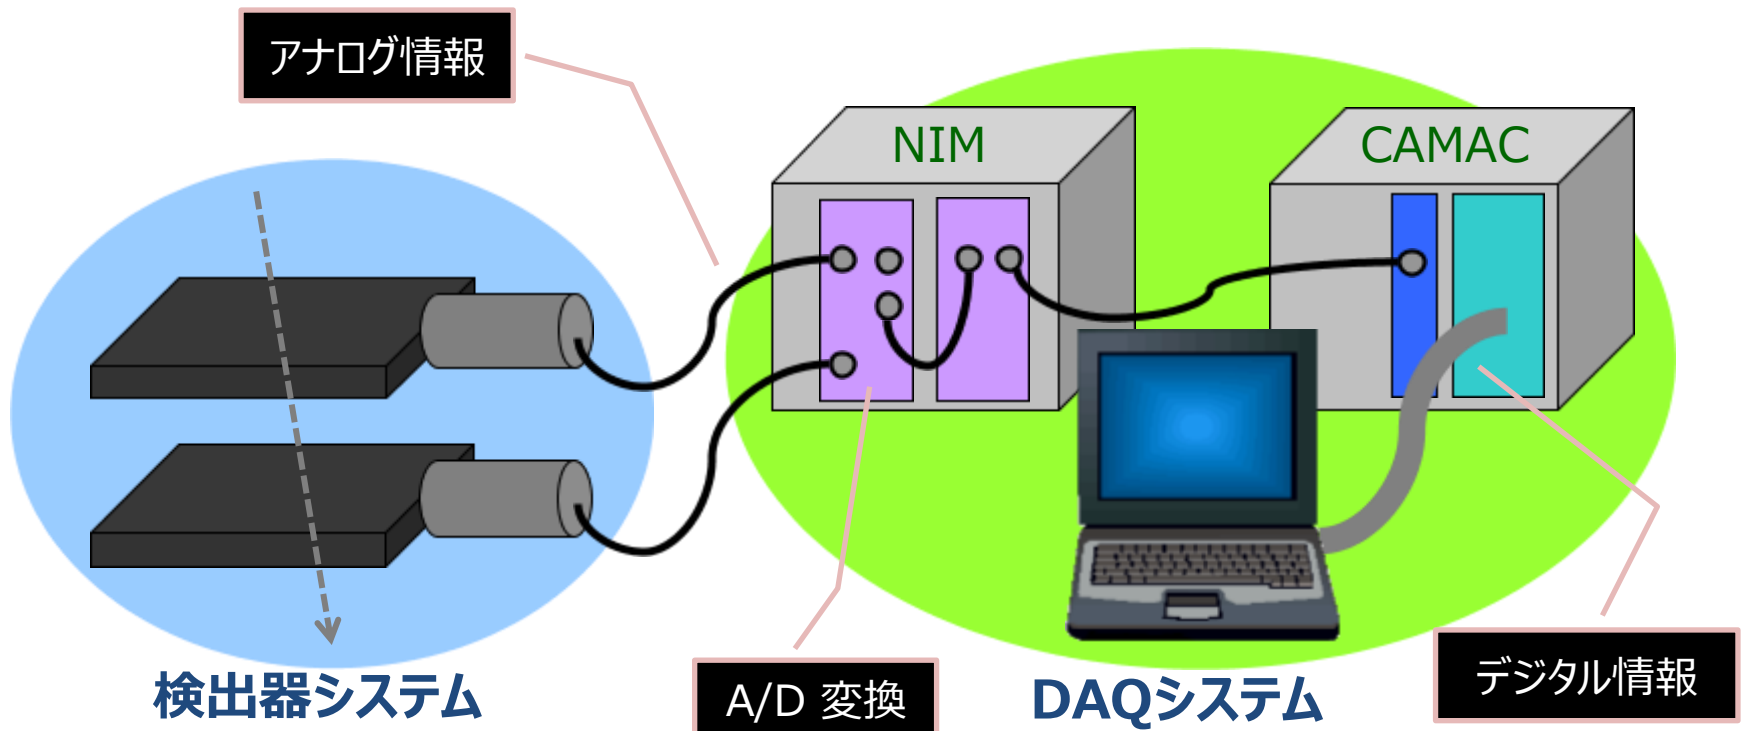 アナログ情報
NIM
CAMAC
検出器システム
A/D 変換
DAQシステム
デジタル情報